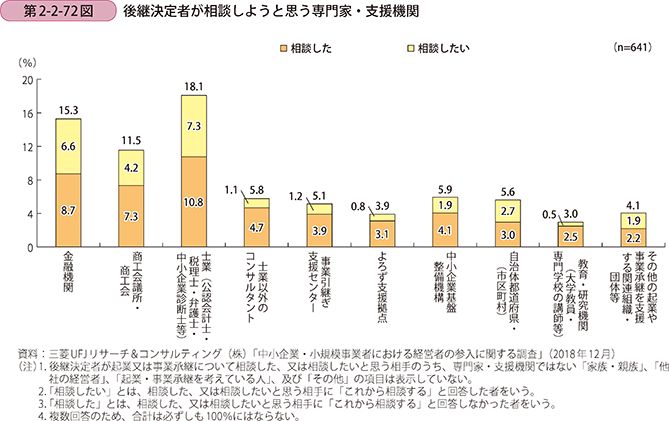 第2-2-72図 後継決定者が相談しようと思う専門家・支援機関
相談した 相談したい (n=641)
(%)
20
16
12
8
4
0
15.3
6.6
8.7
11.5
4.2
7.3
18.1
7.3
10.8
1.1 5.8
4.7
1.2 5.1
3.9
0.8 3.9
3.1
5.9
1.9
4.1
5.6
2.7
3.0
0.5 3.0
2.5
4.1
1.9
2.2
金融機関
商工会議所・
商工会
士業（公認会計士・
税理士・弁護士・
中小企業診断士等）
士業以外の
コンサルタント
事業引継ぎ
支援センター
よろず支援拠点
中小企業基盤
整備機構
自治体都道府県・
（市区町村）
教育・研究機関
（大学教員・
専門学校の講師等）
その他の起業や
事業承継を支援
する関連組織・
団体等
資料：三菱UFJリサーチ&コンサルティング（株）「中小企業・小規模事業者における経営者の参入に関する調査」（2018年12月）
（注）1. 後継決定者が起業又は事業承継について相談した、又は相談したいと思う相手のうち、専門家・支援機関ではない「家族・親族」、「他
社の経営者」、「起業・事業承継を考えている人」、及び「その他」の項目は表示していない。
2.「相談したい」とは、相談した、又は相談したいと思う相手に「これから相談する」と回答した者をいう。
3.「相談した」とは、相談した、又は相談したいと思う相手に「これから相談する」と回答しなかった者をいう。
4. 複数回答のため、合計は必ずしも100%にはならない。